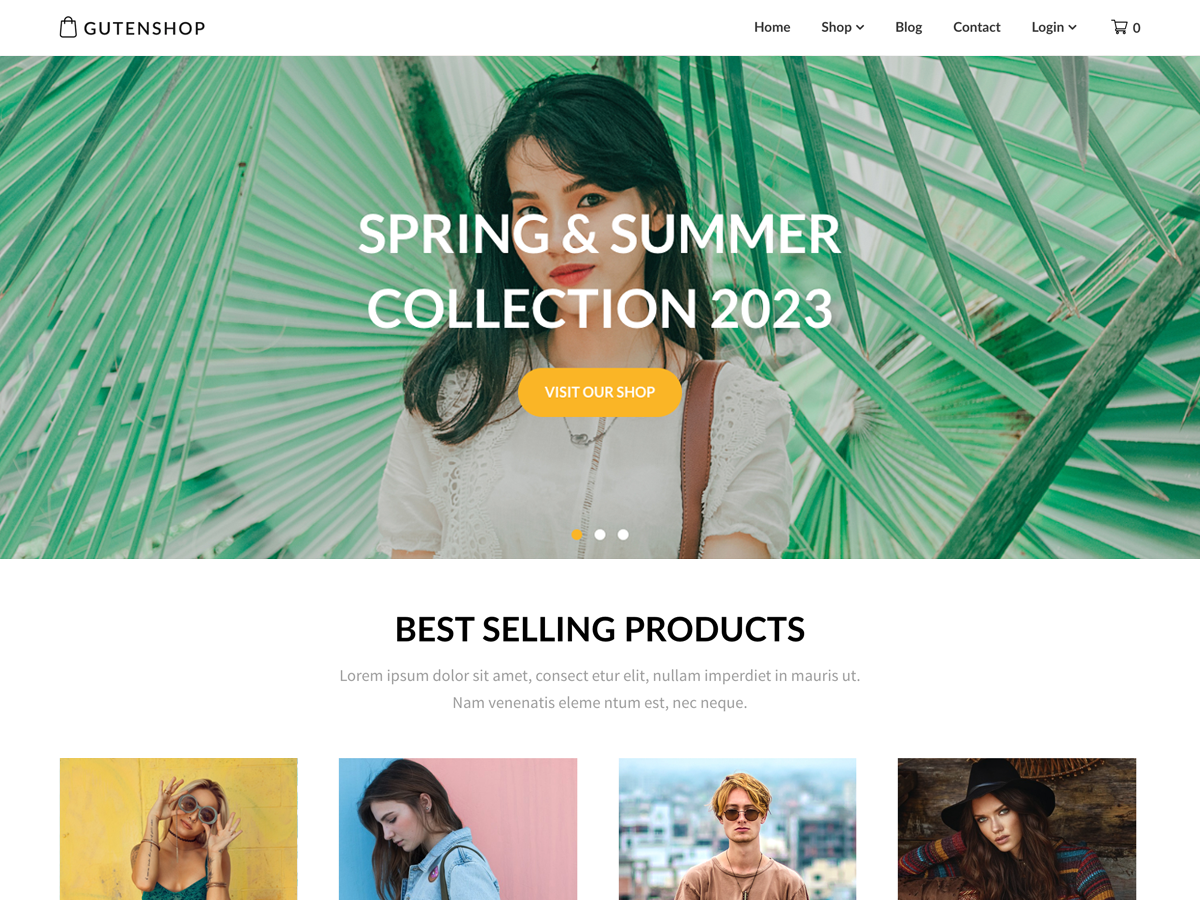 GUTENSHOP
Home Shop Blog Contact Login 0
SPRING & SUMMER
COLLECTION 2023
VISIT OUR SHOP
BEST SELLING PRODUCTS
Lorem ipsum dolor sit amet, consect etur elit, nullam imperdiet in mauris ut.
Nam venenatis eleme ntum est, nec neque.